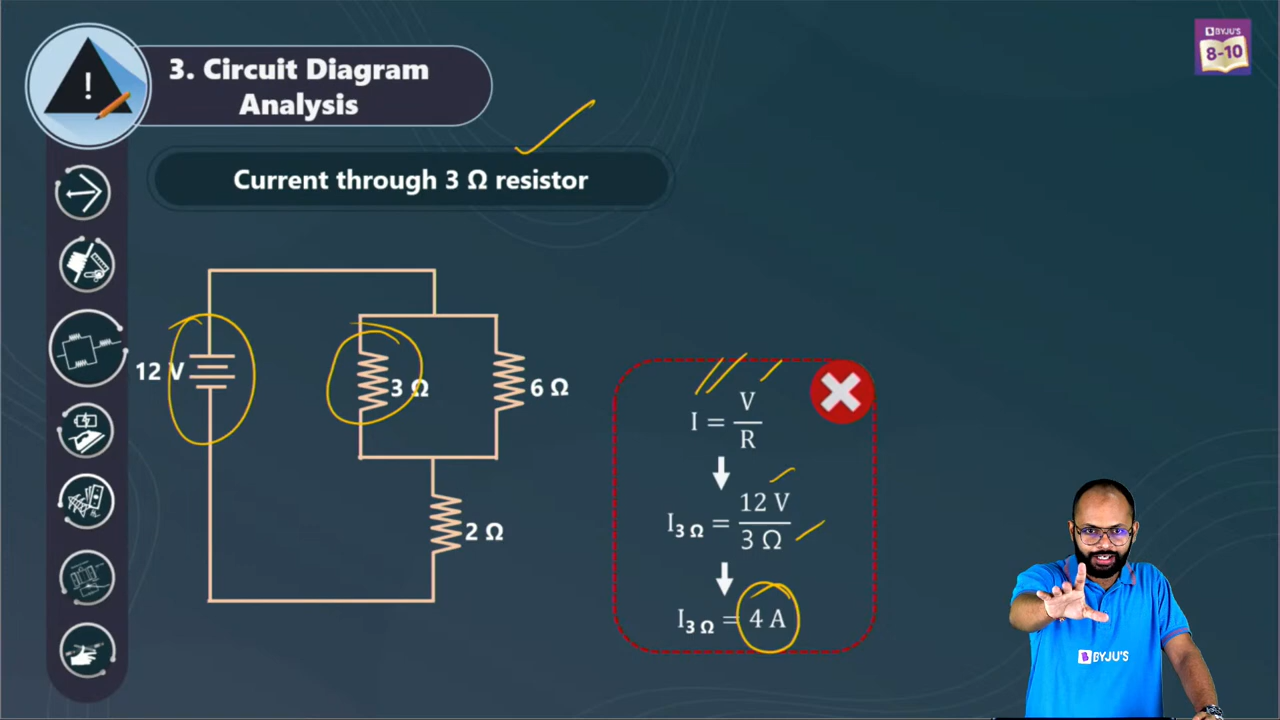 BYJU'S
8-10
3. Circuit Diagram
Analysis
Current through 3 Ω resistor
12 V
3 Ω
6 Ω
2 Ω
I = V/R
I3 Ω = 12 V/3 Ω
I3 Ω = 4 A
BYJU'S